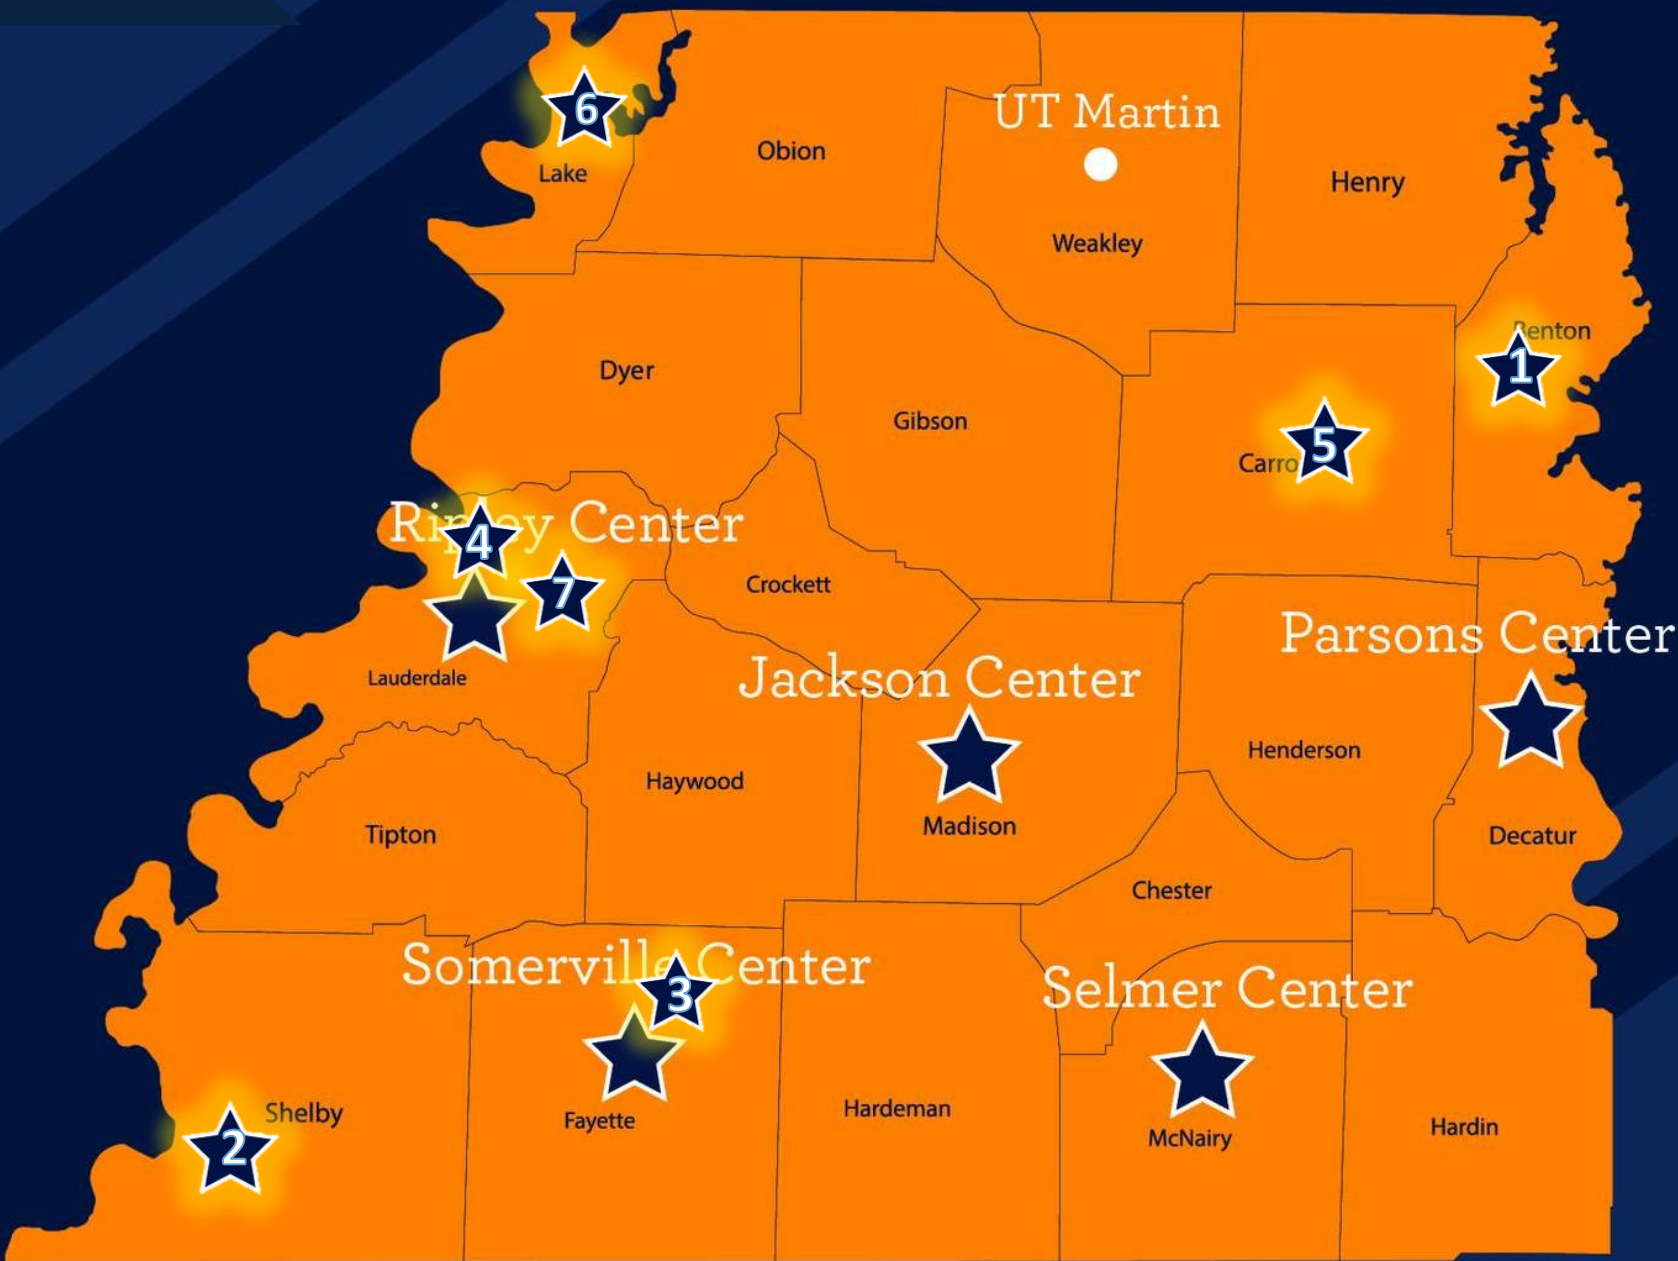 6
UT Martin
Obion
Lake
Henry
Weakley
Benton
1
Dyer
Gibson
5
Carro
Ripley Center
4
7
Crockett
Parsons Center
Lauderdale
Jackson Center
Henderson
Haywood
Madison
Tipton
Decatur
Chester
Somerville Center
3
Selmer Center
Shelby
Fayette
Hardeman
McNairy
Hardin
2